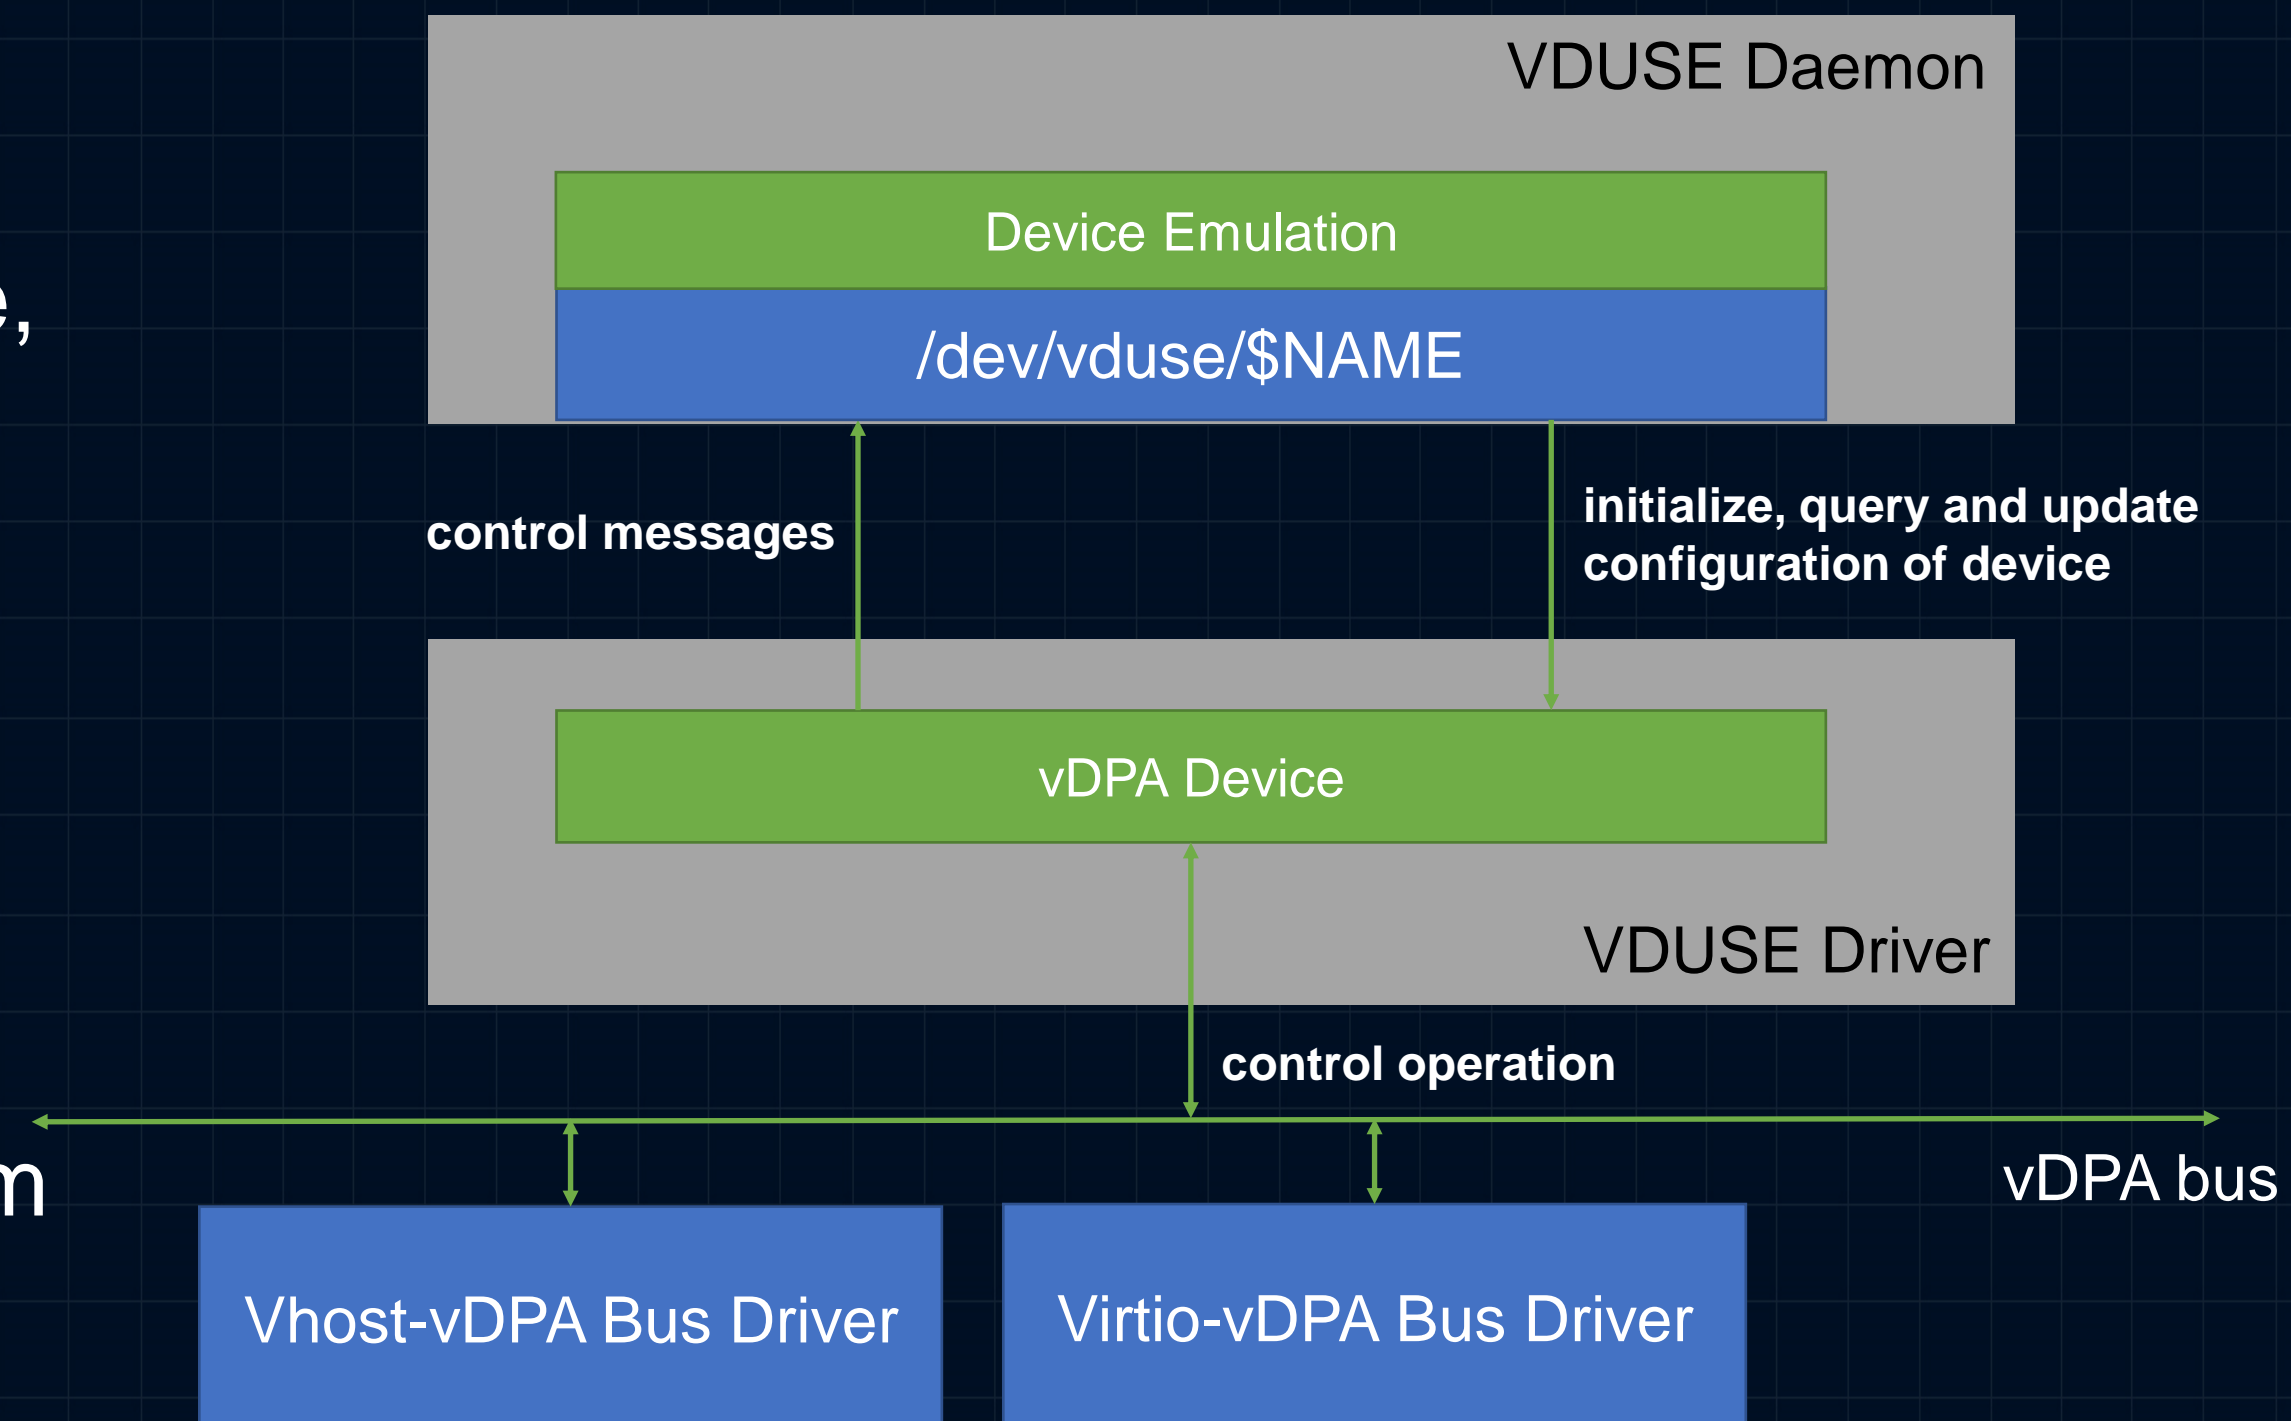 VDUSE Daemon
Device Emulation
e,
/dev/vduse/$NAME
control messages
initialize, query and update
configuration of device
vDPA Device
VDUSE Driver
control operation
m
vDPA bus
Vhost-vDPA Bus Driver
Virtio-vDPA Bus Driver